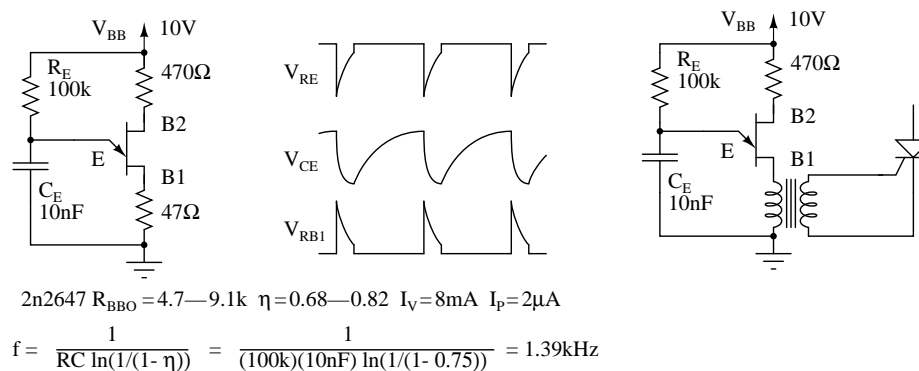 V_BB 10V
R_E
100k
470Ω
B2
E
B1
C_E
10nF
47Ω
V_RE
V_CE
V_RB1
V_BB 10V
R_E
100k
470Ω
B2
E
B1
C_E
10nF
2n2647 R_BBO = 4.7—9.1k η = 0.68—0.82 I_V = 8mA I_P = 2μA
f = 1 / (RC ln(1/(1- η))) = 1 / ((100k)(10nF) ln(1/(1- 0.75))) = 1.39kHz